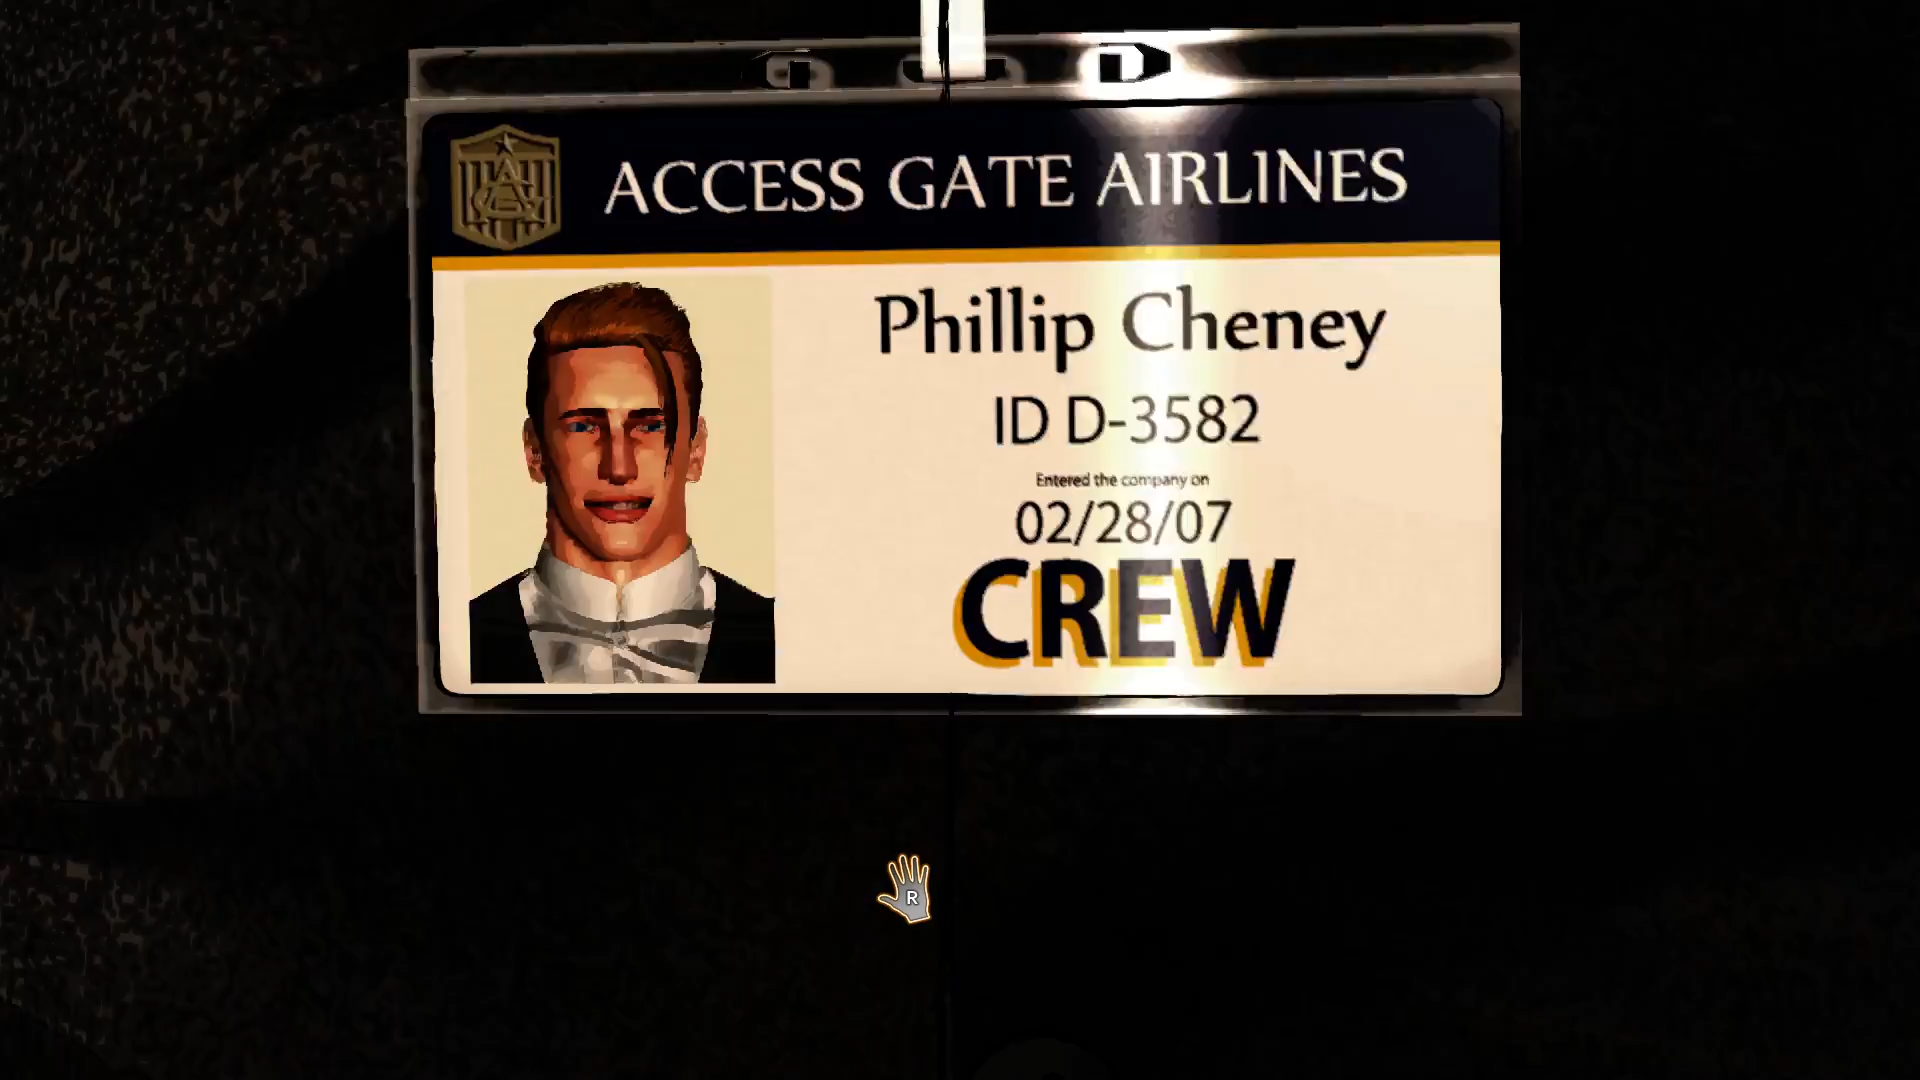 ACCESS GATE AIRLINES
Phillip Cheney
ID D-3582
Entered the company on
02/28/07
CREW
R